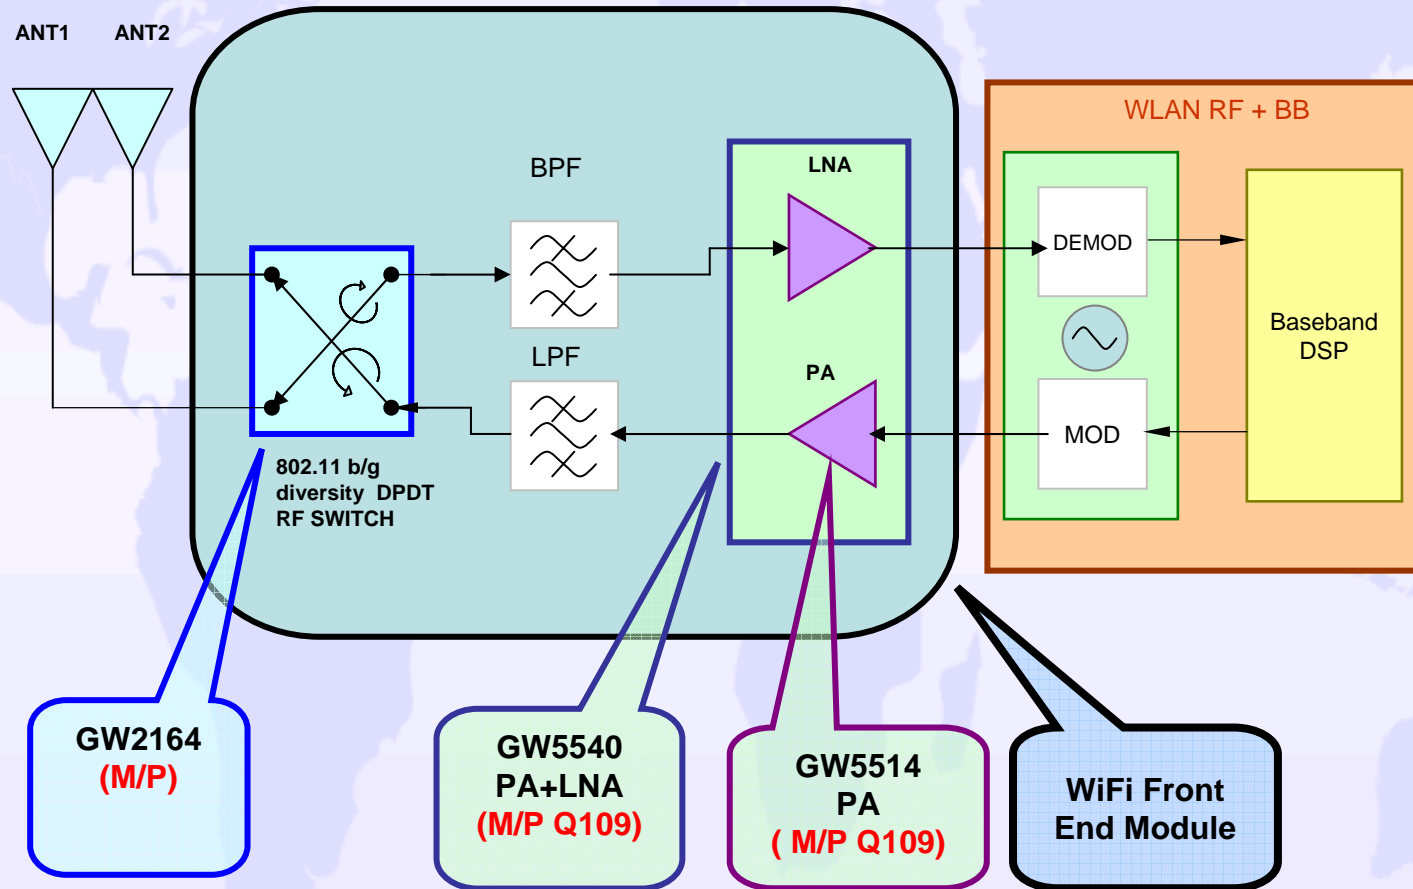 ANT1
ANT2
WLAN RF + BB
BPF
LNA
DEMOD
Baseband
DSP
LPF
PA
MOD
802.11 b/g
diversity DPDT
RF SWITCH
GW2164
(M/P)
GW5540
PA+LNA
(M/P Q109)
GW5514
PA
( M/P Q109)
WiFi Front
End Module